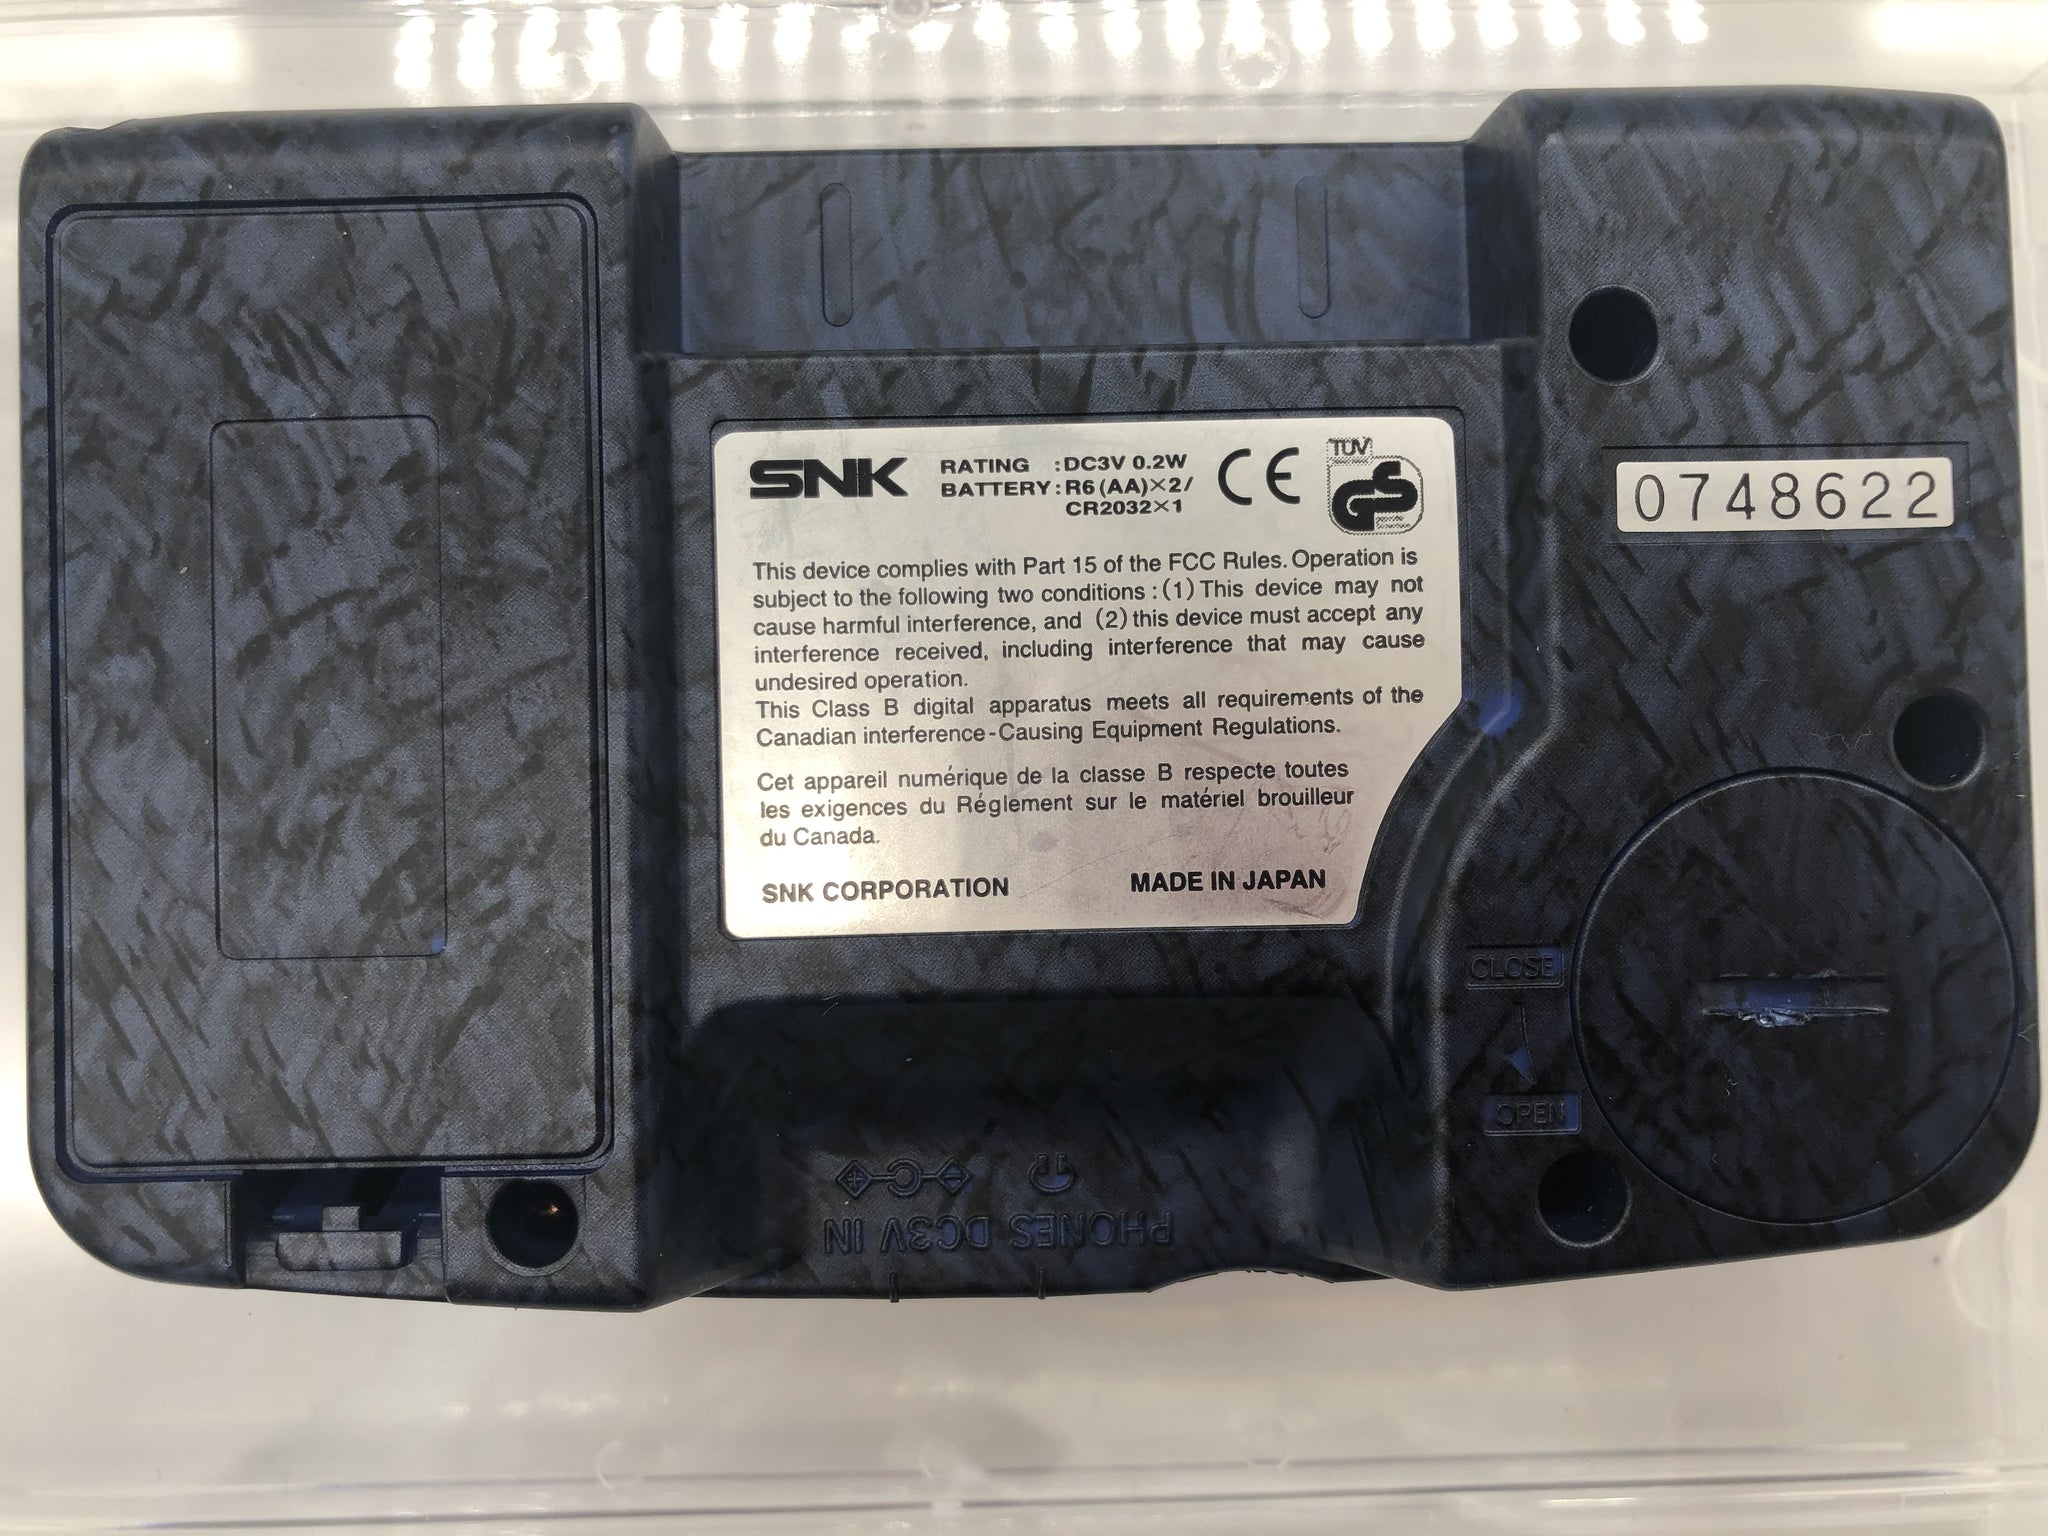 SNK
RATING :DC3V 0.2W
BATTERY:R6(AA)×2/
CR2032×1
CE
TÜV
GS
0748622
This device complies with Part 15 of the FCC Rules. Operation is
subject to the following two conditions :(1) This device may not
cause harmful interference, and (2) this device must accept any
interference received, including interference that may cause
undesired operation.
This Class B digital apparatus meets all requirements of the
Canadian interference-Causing Equipment Regulations.
Cet appareil numérique de la classe B respecte toutes
les exigences du Réglement sur le matériel brouilleur
du Canada.
SNK CORPORATION MADE IN JAPAN
CLOSE
OPEN
PHONES DC3V IN